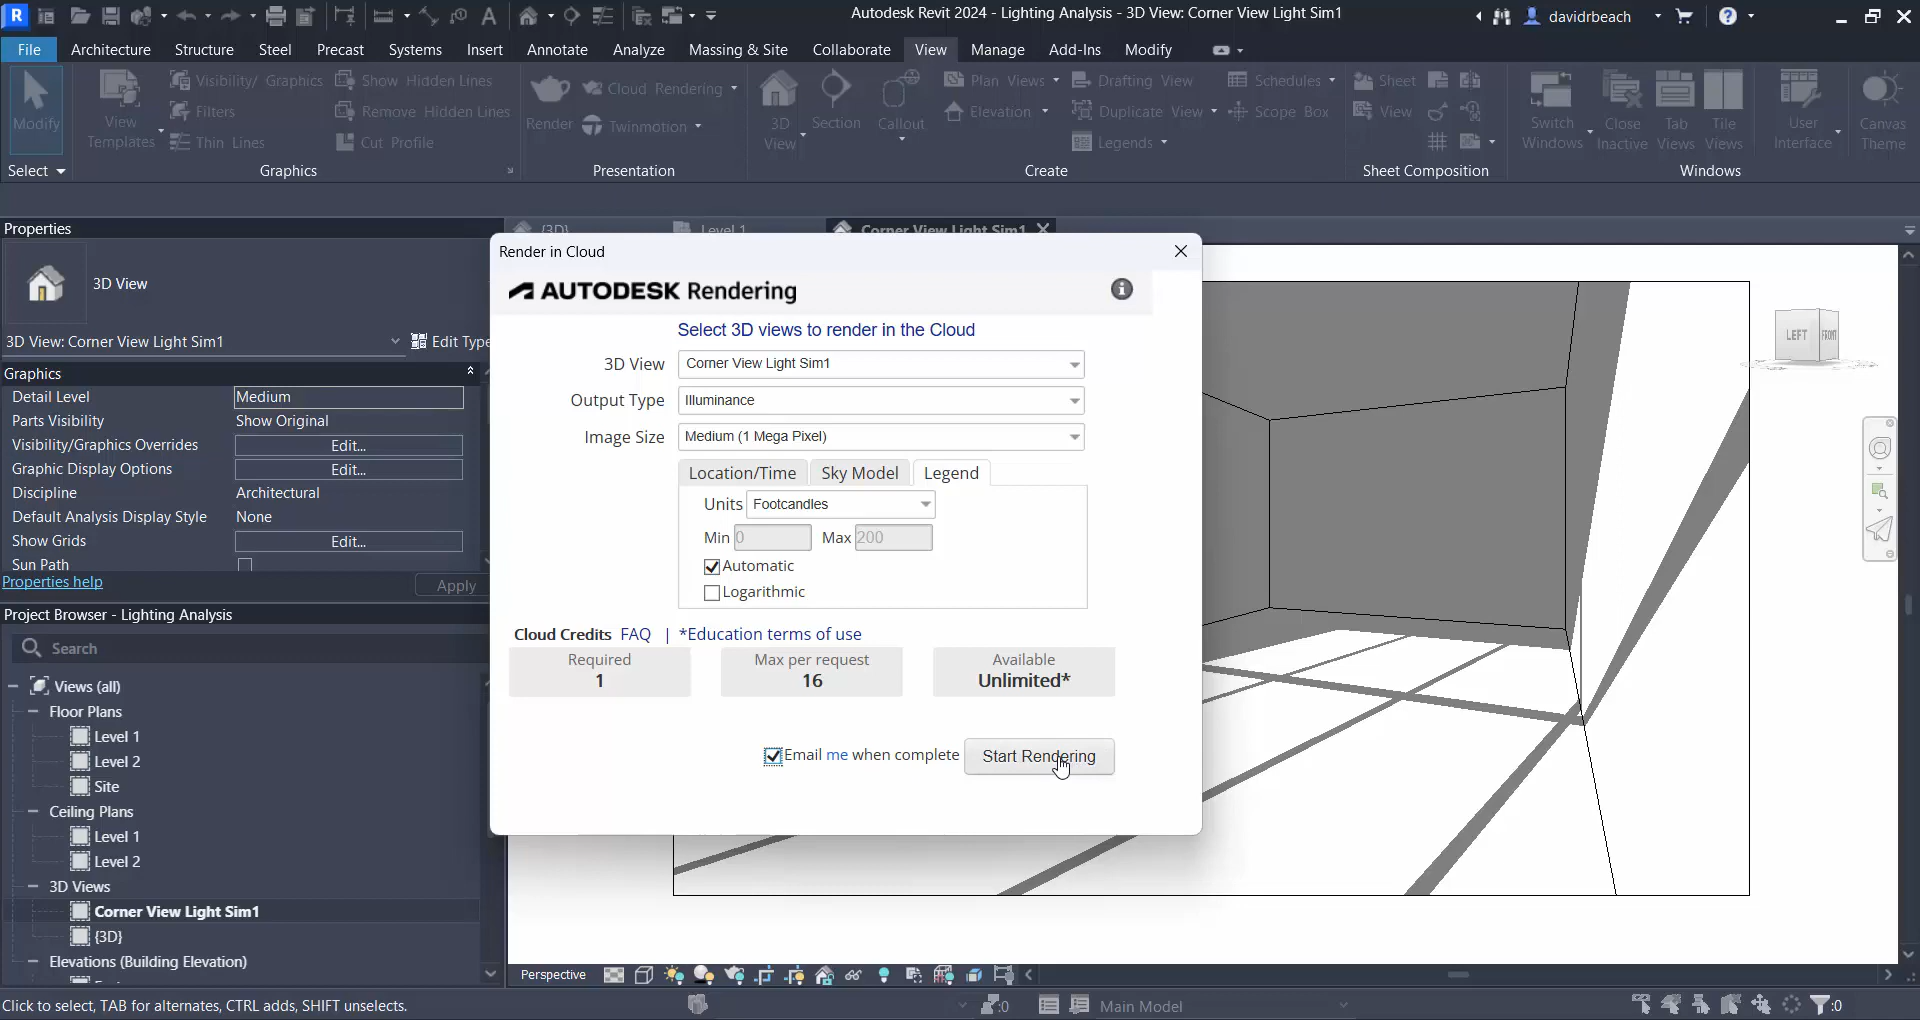 Autodesk Revit 2024 - Lighting Analysis - 3D View: Corner View Light Sim1
davidrbeach
File Architecture Structure Steel Precast Systems Insert Annotate Analyze Massing & Site Collaborate View Manage Add-Ins Modify
Modify
View Templates
Visibility/ Graphics
Filters
Thin Lines
Show Hidden Lines
Remove Hidden Lines
Cut Profile
Render
Cloud Rendering
Twinmotion
3D View
Section
Callout
Plan Views
Elevation
Drafting View
Duplicate View
Legends
Schedules
Scope Box
Sheet
View
Switch Windows
Close Inactive
Tab Views
Tile Views
User Interface
Canvas Theme
Select Graphics Presentation Create Sheet Composition Windows
Properties
{3D} Level 1 Corner View Light Sim1
3D View
3D View: Corner View Light Sim1 Edit Type
Graphics
Detail Level Medium
Parts Visibility Show Original
Visibility/Graphics Overrides Edit...
Graphic Display Options Edit...
Discipline Architectural
Default Analysis Display Style None
Show Grids Edit...
Sun Path
Properties help Apply
Project Browser - Lighting Analysis
Search
Views (all)
Floor Plans
Level 1
Level 2
Site
Ceiling Plans
Level 1
Level 2
3D Views
Corner View Light Sim1
{3D}
Elevations (Building Elevation)
Render in Cloud
AUTODESK Rendering
Select 3D views to render in the Cloud
3D View Corner View Light Sim1
Output Type Illuminance
Image Size Medium (1 Mega Pixel)
Location/Time Sky Model Legend
Units Footcandles
Min 0 Max 200
Automatic
Logarithmic
Cloud Credits FAQ | *Education terms of use
Required Max per request Available
1 16 Unlimited*
Email me when complete Start Rendering
LEFT FRONT
Perspective
Click to select, TAB for alternates, CTRL adds, SHIFT unselects.
:0
Main Model
:0